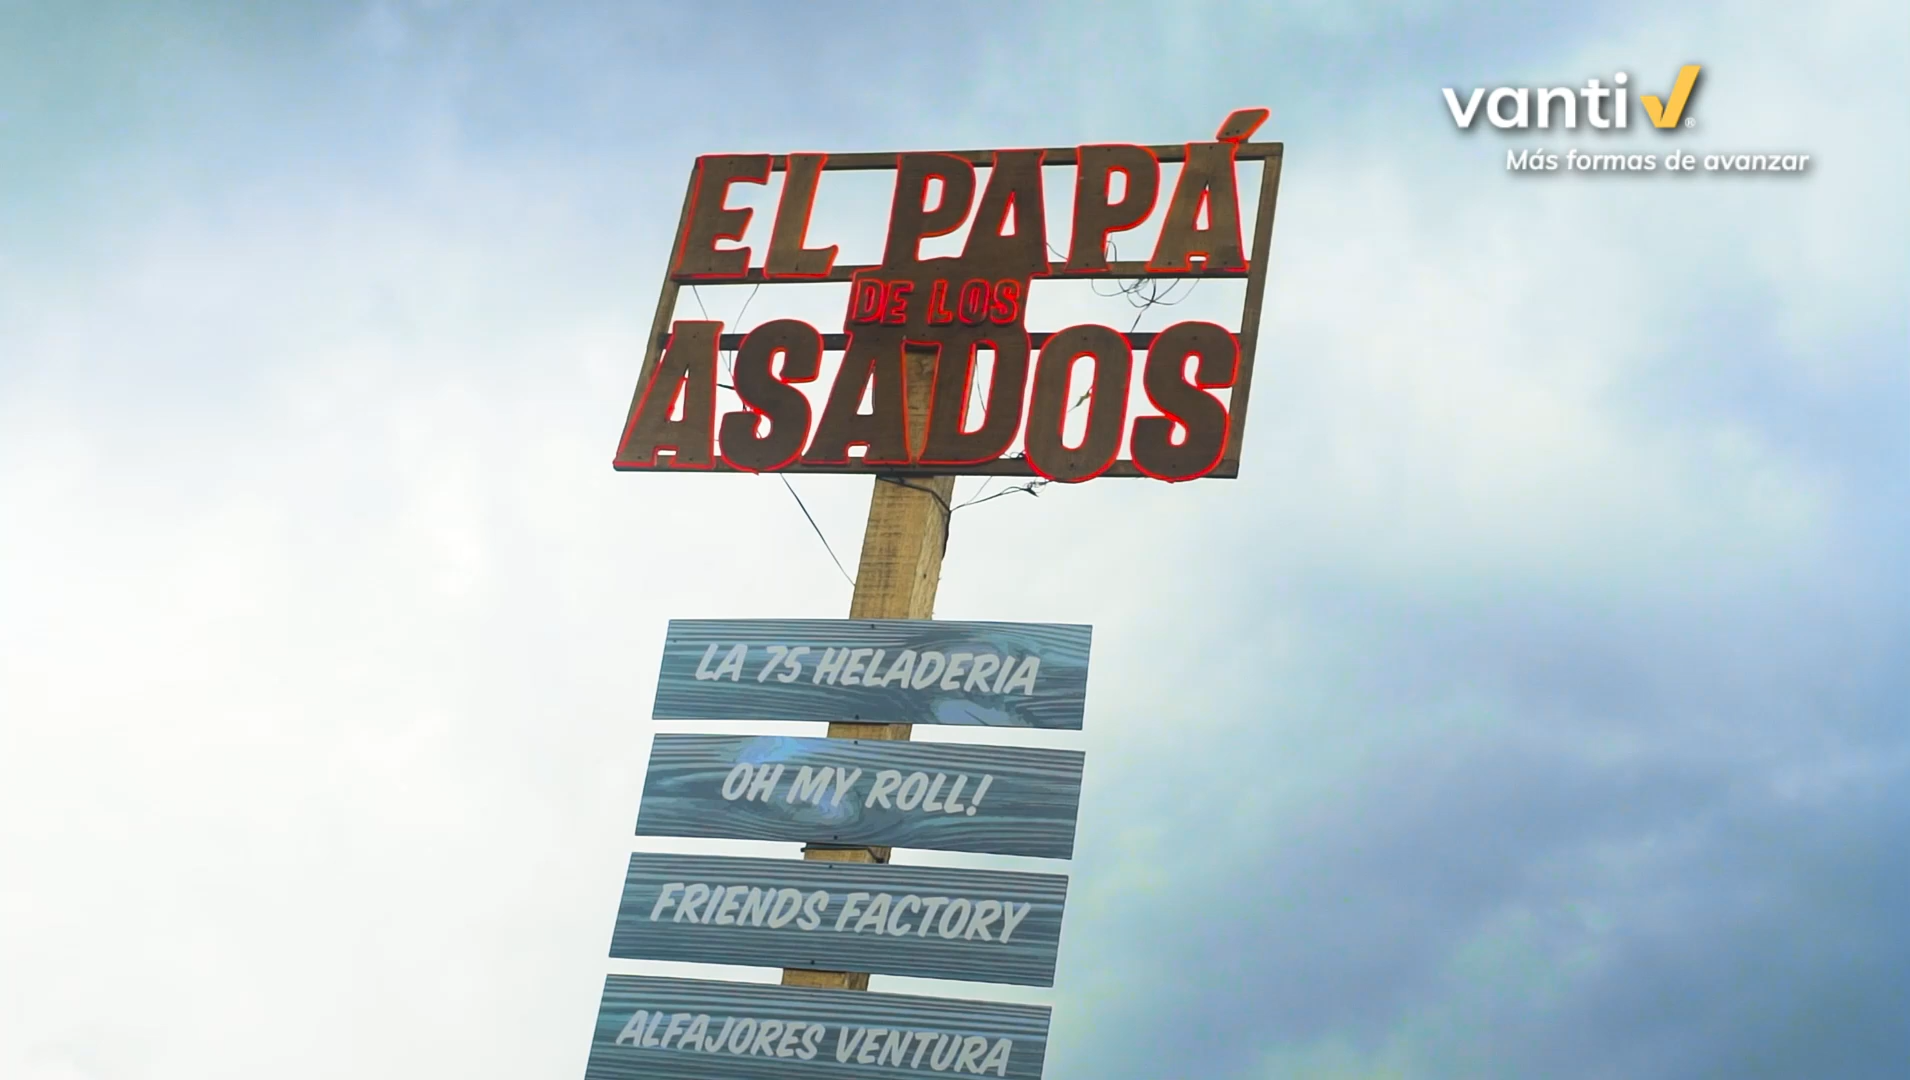 vanti
Más formas de avanzar
EL PAPÁ
DE LOS
ASADOS
LA 75 HELADERIA
OH MY ROLL!
FRIENDS FACTORY
ALFAJORES VENTURA